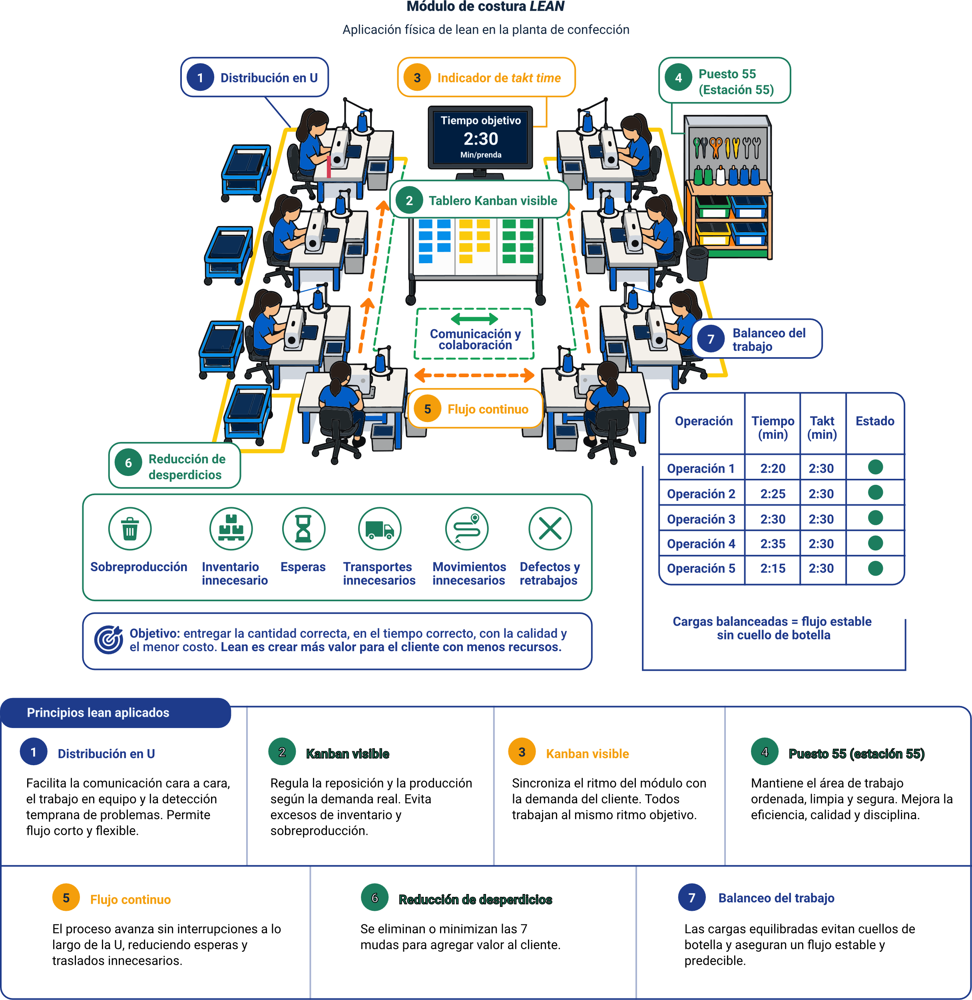 Módulo de costura LEAN
Aplicación física de lean en la planta de confección
1 Distribución en U
3 Indicador de takt time
4 Puesto 55
(Estación 55)
Tiempo objetivo
2:30
Min/prenda
2 Tablero Kanban visible
Comunicación y
colaboración
7 Balanceo del
trabajo
5 Flujo continuo
6 Reducción de
desperdicios
Operación Tiempo (min) Takt (min) Estado
Operación 1 2:20 2:30
Operación 2 2:25 2:30
Operación 3 2:30 2:30
Operación 4 2:35 2:30
Operación 5 2:15 2:30
Cargas balanceadas = flujo estable
sin cuello de botella
Sobreproducción
Inventario
innecesario
Esperas
Transportes
innecesarios
Movimientos
innecesarios
Defectos y
retrabajos
Objetivo: entregar la cantidad correcta, en el tiempo correcto, con la calidad y
el menor costo. Lean es crear más valor para el cliente con menos recursos.
Principios lean aplicados
1 Distribución en U
Facilita la comunicación cara a cara,
el trabajo en equipo y la detección
temprana de problemas. Permite
flujo corto y flexible.
2 Kanban visible
Regula la reposición y la producción
según la demanda real. Evita
excesos de inventario y
sobreproducción.
3 Kanban visible
Sincroniza el ritmo del módulo con
la demanda del cliente. Todos
trabajan al mismo ritmo objetivo.
4 Puesto 55 (estación 55)
Mantiene el área de trabajo
ordenada, limpia y segura. Mejora la
eficiencia, calidad y disciplina.
5 Flujo continuo
El proceso avanza sin interrupciones a lo
largo de la U, reduciendo esperas y
traslados innecesarios.
6 Reducción de desperdicios
Se eliminan o minimizan las 7
mudas para agregar valor al cliente.
7 Balanceo del trabajo
Las cargas equilibradas evitan cuellos de
botella y aseguran un flujo estable y
predecible.